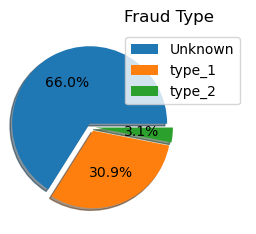 Fraud Type
Unknown
type_1
type_2
66.0%
3.1%
30.9%